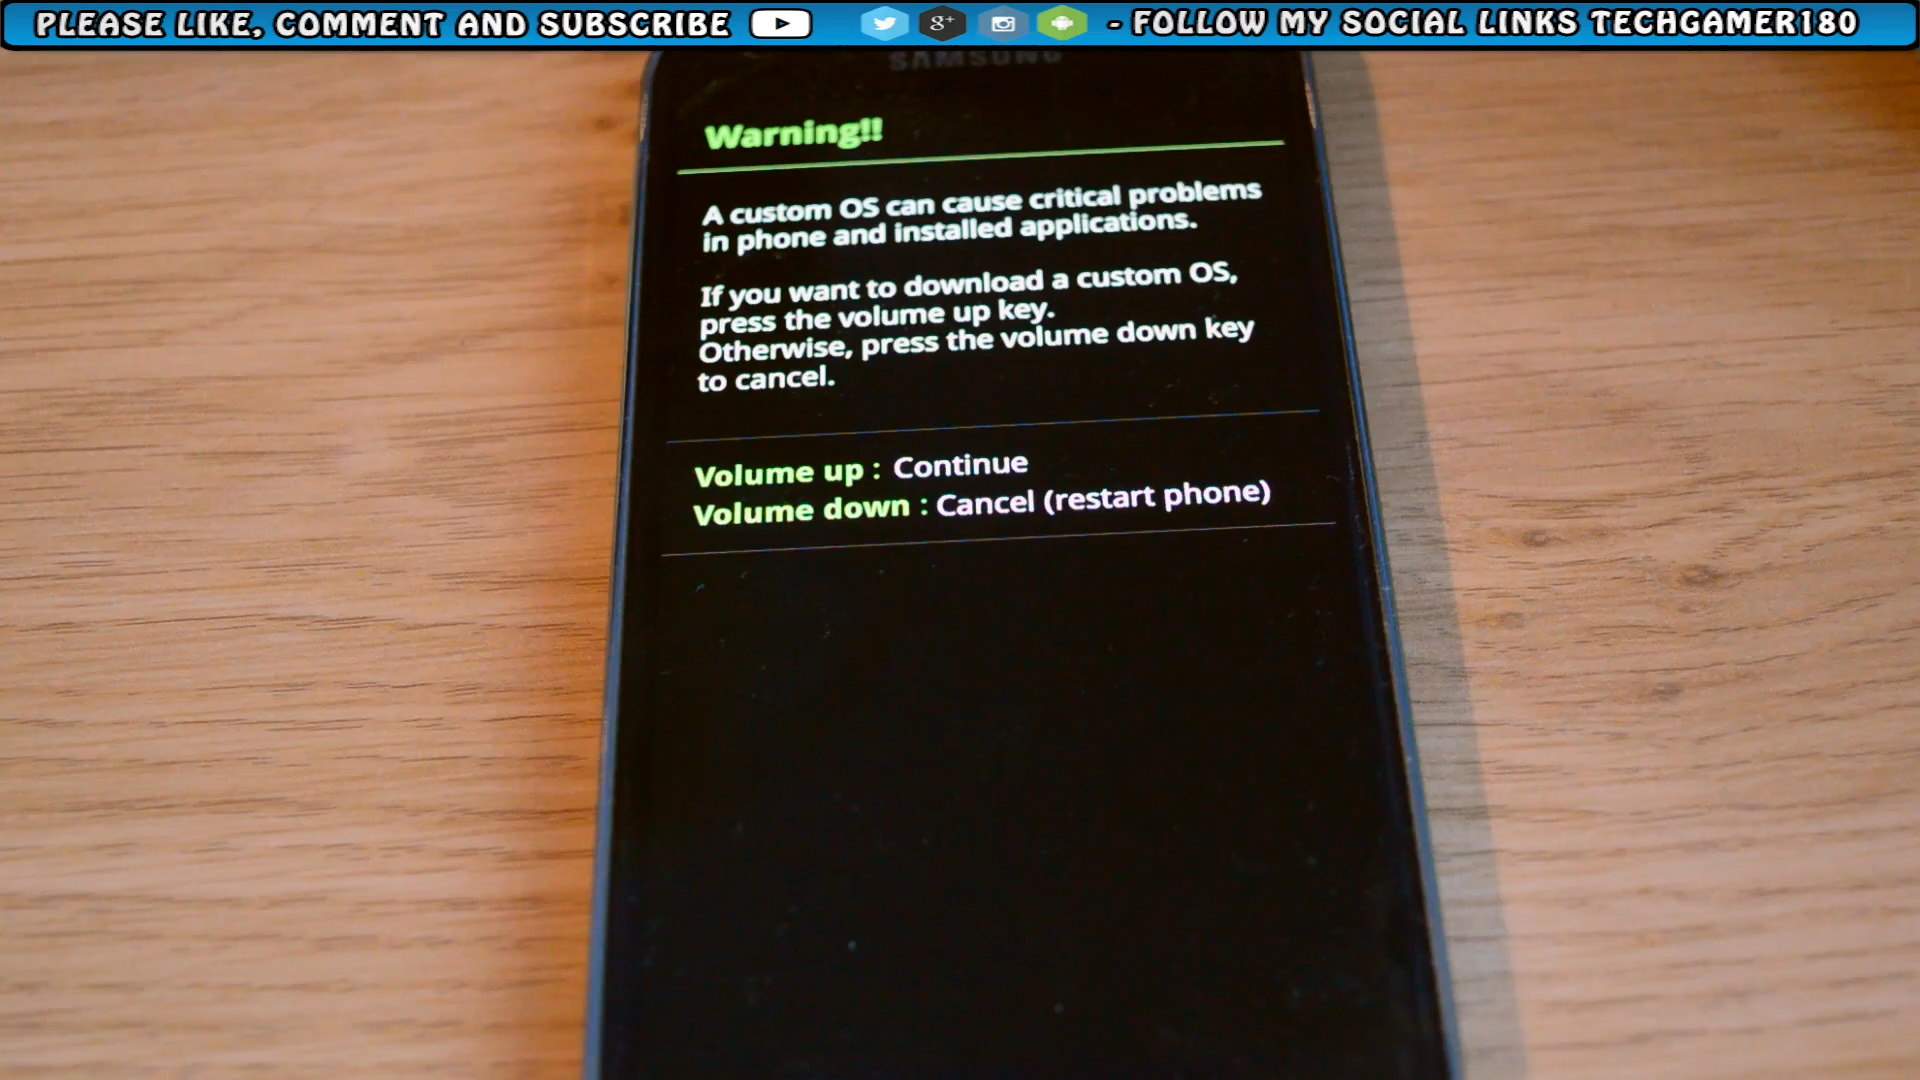 PLEASE LIKE, COMMENT AND SUBSCRIBE g+ - FOLLOW MY SOCIAL LINKS TECHGAMER180
SAMSUNG
Warning!!
A custom OS can cause critical problems
in phone and installed applications.
If you want to download a custom OS,
press the volume up key.
Otherwise, press the volume down key
to cancel.
Volume up : Continue
Volume down : Cancel (restart phone)